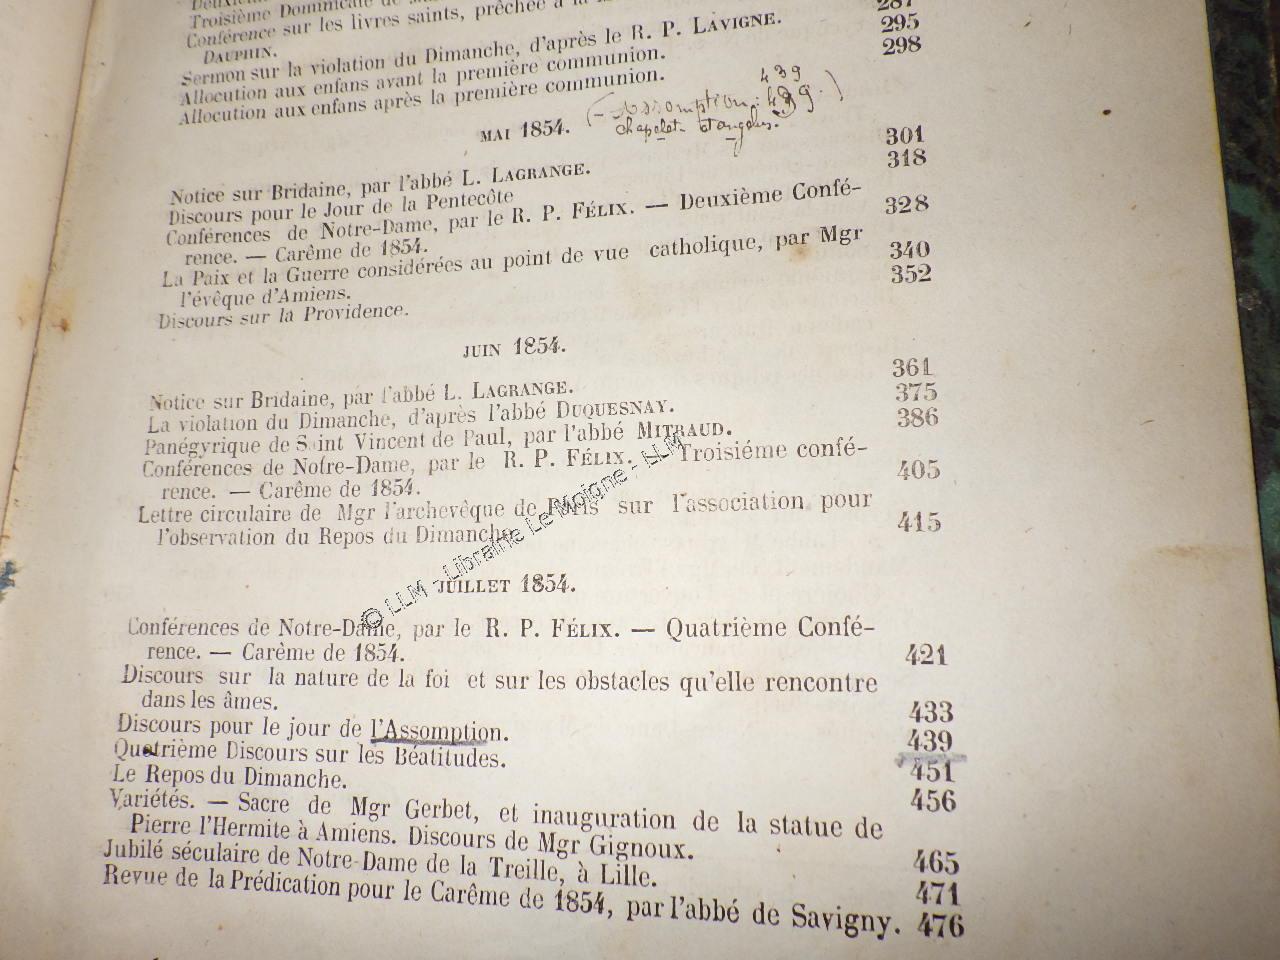 Troisième Dominicale de
Conférence sur les livres saints, prêchée à la
DAUPHIN.
287
Sermon sur la violation du Dimanche, d'après le R. P. LAVIGNE.
295
Allocution aux enfans avant la première communion.
298
Allocution aux enfans après la première communion.
439
(- Assomption: 439.)
chapelet
MAI 1854.
301
Notice sur Bridaine, par l'abbé L. LAGRANGE.
318
Discours pour le Jour de la Pentecôte
Conférences de Notre-Dame, par le R. P. FÉLIX. — Deuxième Confé-
rence. — Carême de 1854.
328
La Paix et la Guerre considérées au point de vue catholique, par Mgr
l'évêque d'Amiens.
340
Discours sur la Providence.
352
JUIN 1854.
Notice sur Bridaine, par l'abbé L. LAGRANGE.
361
La violation du Dimanche, d'après l'abbé DUQUESNAY.
375
Panégyrique de Saint Vincent de Paul, par l'abbé MITRAUD.
386
Conférences de Notre-Dame, par le R. P. FÉLIX. — Troisiéme confé-
rence. — Carême de 1854.
405
Lettre circulaire de Mgr l'archevêque de Paris sur l'association pour
l'observation du Repos du Dimanche.
415
© LLM - Librairie Le Moigne - LLM
JUILLET 1854.
Conférences de Notre-Dame, par le R. P. FÉLIX. — Quatrième Confé-
rence. — Carême de 1854.
421
Discours sur la nature de la foi et sur les obstacles qu'elle rencontre
dans les âmes.
433
Discours pour le jour de l'Assomption.
439
Quatrième Discours sur les Béatitudes.
451
Le Repos du Dimanche.
456
Variétés. — Sacre de Mgr Gerbet, et inauguration de la statue de
Pierre l'Hermite à Amiens. Discours de Mgr Gignoux.
465
Jubilé séculaire de Notre-Dame de la Treille, à Lille.
471
Revue de la Prédication pour le Carême de 1854, par l'abbé de Savigny. 476